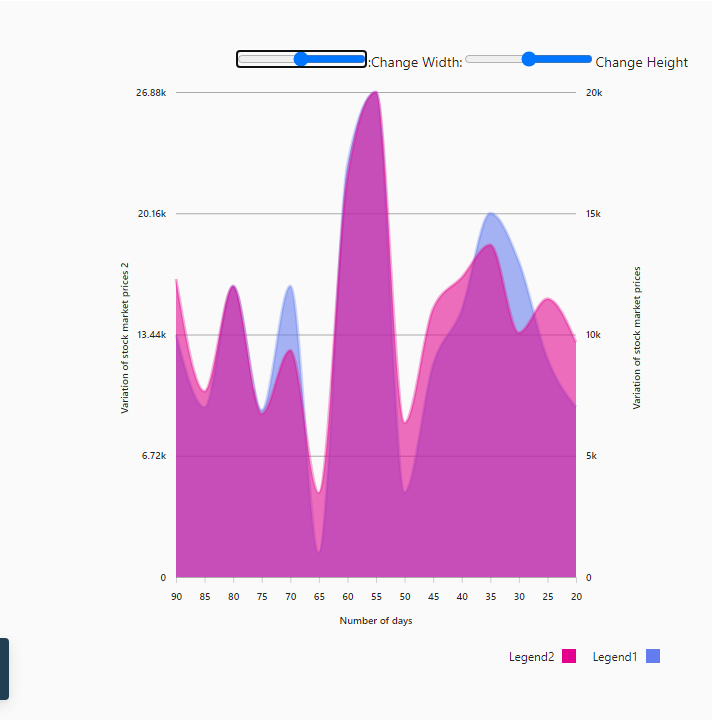 :Change Width: Change Height
26.88k
20.16k
13.44k
6.72k
0
Variation of stock market prices 2
20k
15k
10k
5k
0
Variation of stock market prices
90 85 80 75 70 65 60 55 50 45 40 35 30 25 20
Number of days
Legend2 Legend1